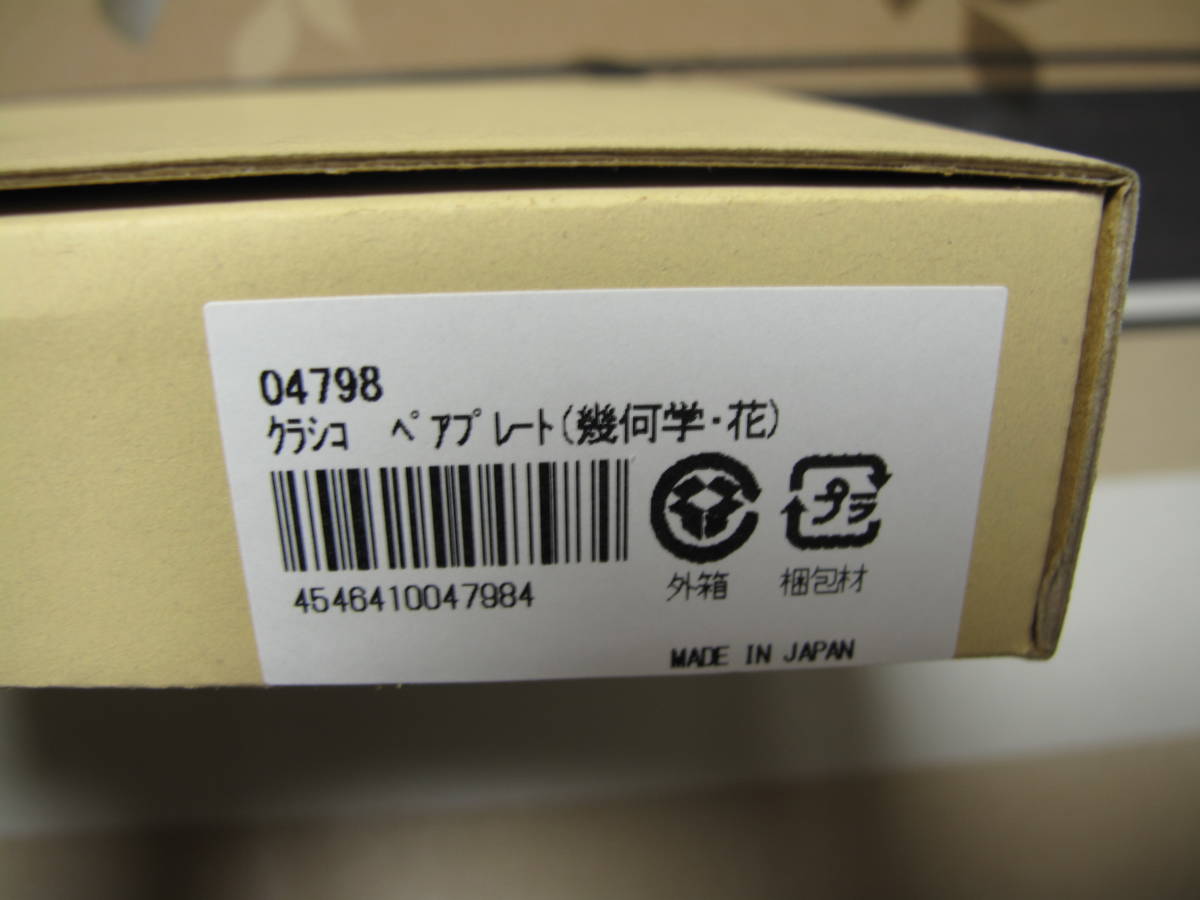 04798
ｸﾗｼｺ　ﾍﾟｱﾌﾟﾚｰﾄ(幾何学・花)
プラ
4546410047984
外箱 梱包材
MADE IN JAPAN